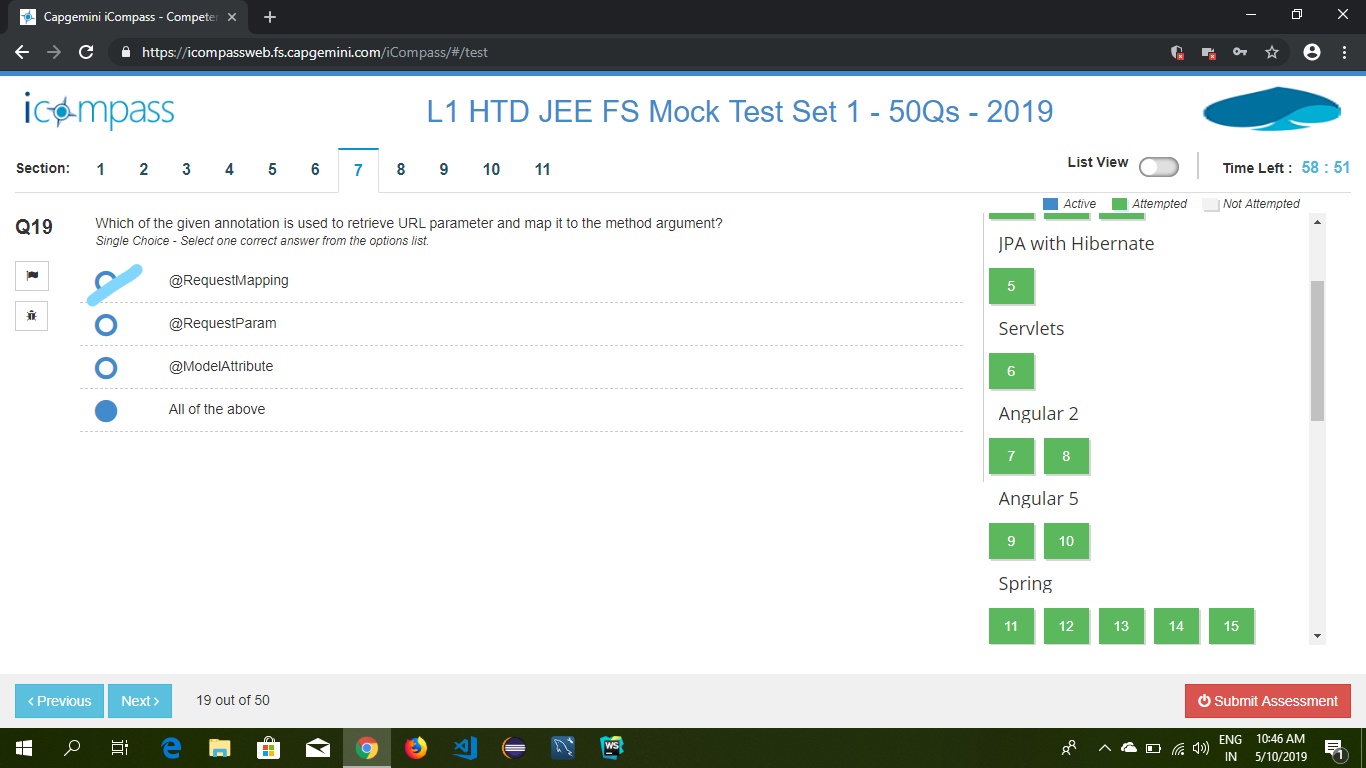 Capgemini iCompass - Competer
https://icompassweb.fs.capgemini.com/iCompass/#/test
icompass
L1 HTD JEE FS Mock Test Set 1 - 50Qs - 2019
Section: 1 2 3 4 5 6 7 8 9 10 11
List View
Time Left : 58 : 51
Active Attempted Not Attempted
Q19
Which of the given annotation is used to retrieve URL parameter and map it to the method argument?
Single Choice - Select one correct answer from the options list.
@RequestMapping
@RequestParam
@ModelAttribute
All of the above
JPA with Hibernate
5
Servlets
6
Angular 2
7 8
Angular 5
9 10
Spring
11 12 13 14 15
Previous
Next
19 out of 50
Submit Assessment
WS
ENG
IN
10:46 AM
5/10/2019
1